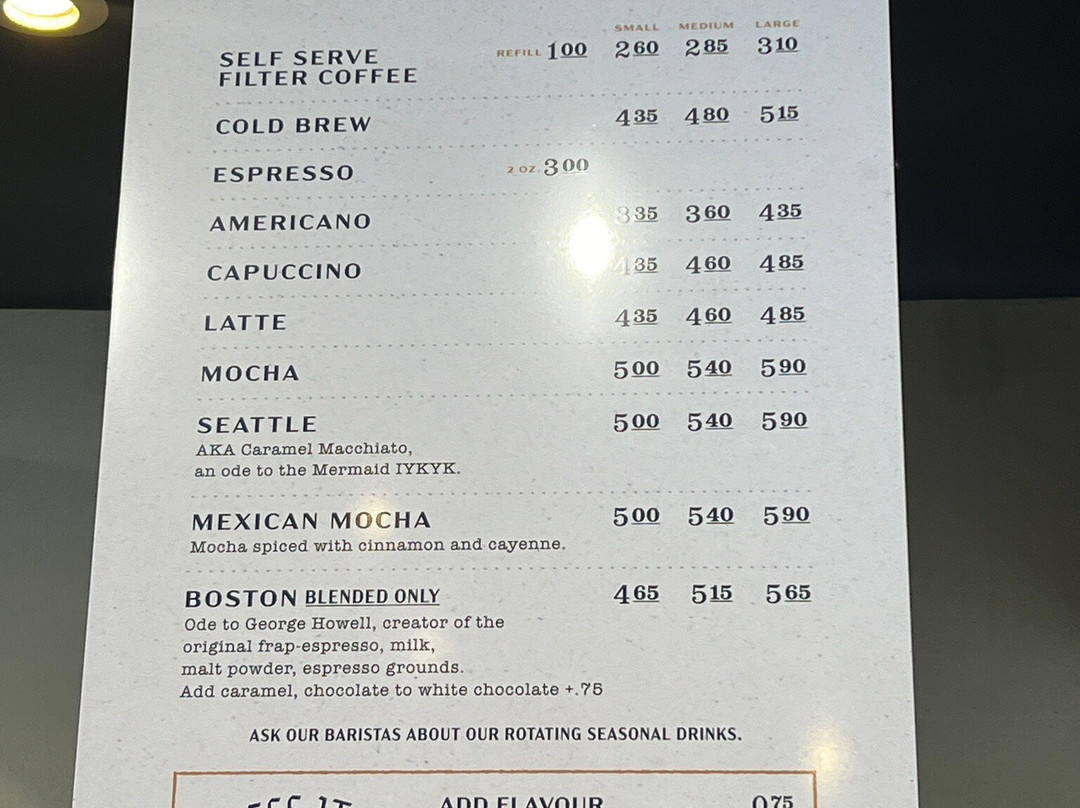 SMALL MEDIUM LARGE
SELF SERVE REFILL 100 260 285 310
FILTER COFFEE
COLD BREW 435 480 515
ESPRESSO 2 OZ. 300
AMERICANO 335 360 435
CAPUCCINO 435 460 485
LATTE 435 460 485
MOCHA 500 540 590
SEATTLE 500 540 590
AKA Caramel Macchiato,
an ode to the Mermaid IYKYK.
MEXICAN MOCHA 500 540 590
Mocha spiced with cinnamon and cayenne.
BOSTON BLENDED ONLY 465 515 565
Ode to George Howell, creator of the
original frap-espresso, milk,
malt powder, espresso grounds.
Add caramel, chocolate to white chocolate +.75
ASK OUR BARISTAS ABOUT OUR ROTATING SEASONAL DRINKS.
ADD FLAVOUR 075